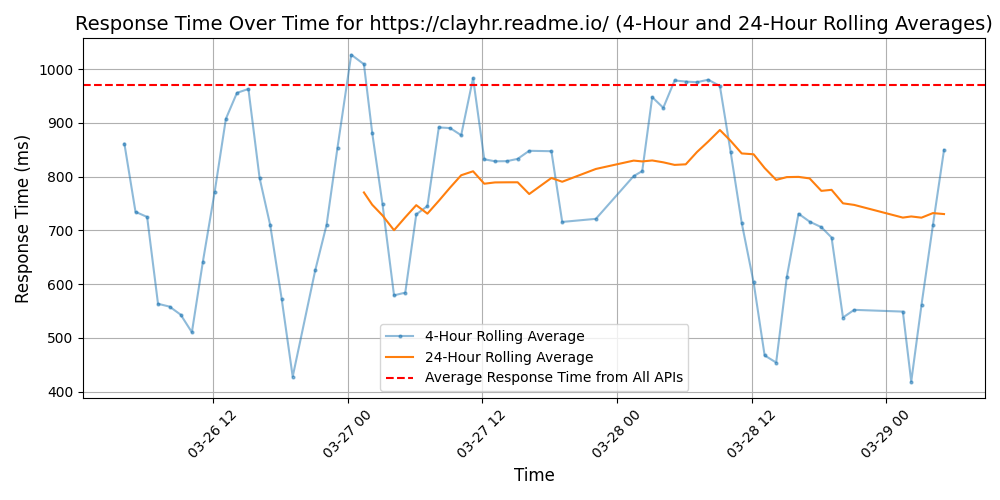 Response Time Over Time for https://clayhr.readme.io/ (4-Hour and 24-Hour Rolling Averages)
Response Time (ms)
1000
900
800
700
600
500
400
4-Hour Rolling Average
24-Hour Rolling Average
Average Response Time from All APIs
03-26 12
03-27 00
03-27 12
03-28 00
03-28 12
03-29 00
Time